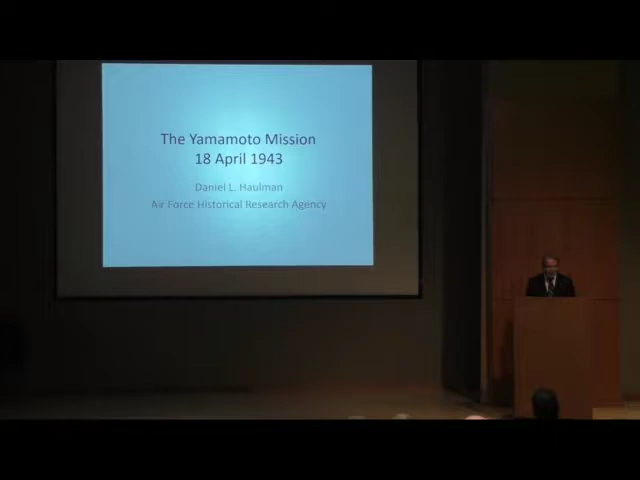 The Yamamoto Mission
18 April 1943
Daniel L. Haulman
Air Force Historical Research Agency